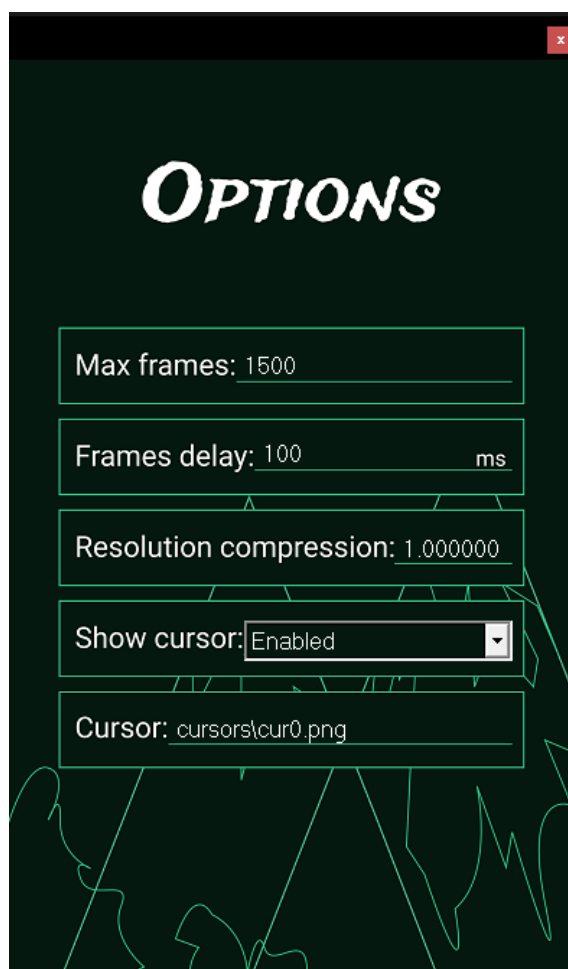 x
OPTIONS
Max frames: 1500
Frames delay: 100 ms
Resolution compression: 1.000000
Show cursor: Enabled
Cursor: cursors\cur0.png